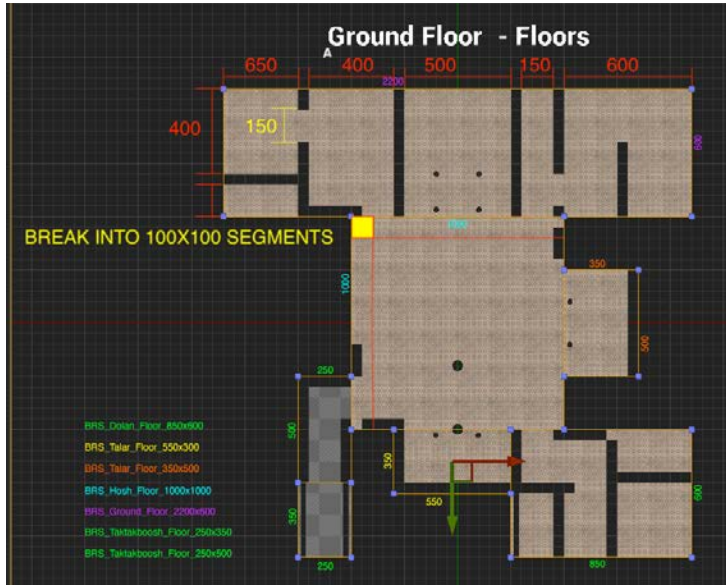 Ground Floor - Floors
A
650 400 500 150 600
2200
400
150
600
BREAK INTO 100X100 SEGMENTS
1000
350
1000
500
250
BRS_Dolan_Floor_850x600
500
BRS_Talar_Floor_550x300
350
BRS_Talar_Floor_350x500
BRS_Hosh_Floor_1000x1000
600
550
BRS_Ground_Floor_2200x600
350
BRS_Taktakboosh_Floor_250x350
BRS_Taktakboosh_Floor_250x500
250
850